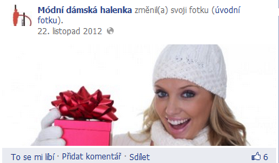 Módní dámská halenka změnil(a) svoji fotku (úvodní
fotku).
22. listopad 2012
To se mi líbí · Přidat komentář · Sdílet 6